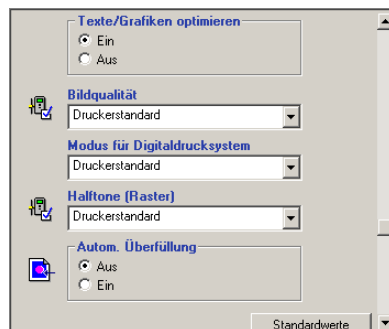 Texte/Grafiken optimieren
Ein
Aus
Bildqualität
Druckerstandard
Modus für Digitaldrucksystem
Druckerstandard
Halftone (Raster)
Druckerstandard
Autom. Überfüllung
Aus
Ein
Standardwerte